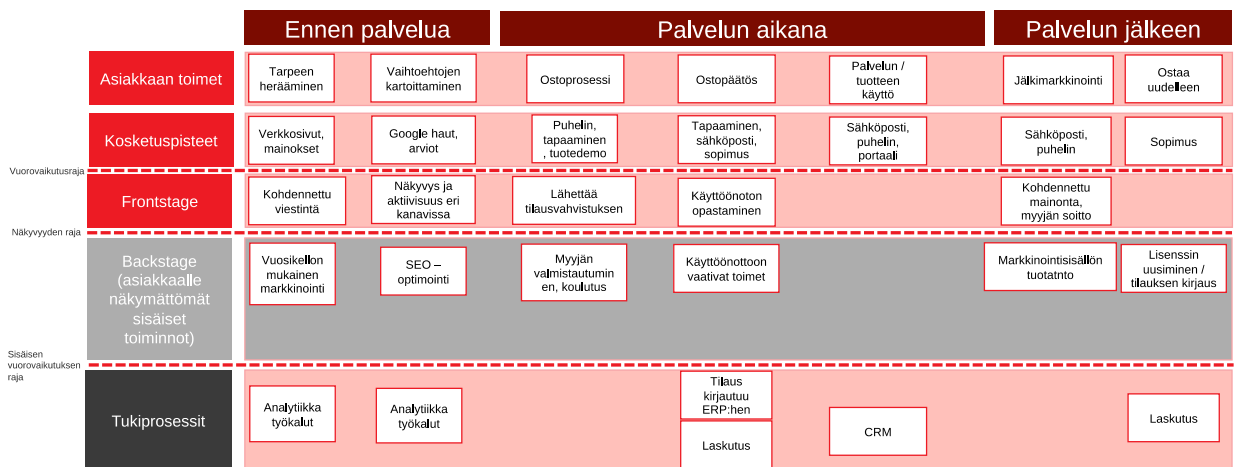 Ennen palvelua
Palvelun aikana
Palvelun jälkeen
Asiakkaan toimet
Tarpeen
herääminen
Vaihtoehtojen
kartoittaminen
Ostoprosessi
Ostopäätös
Palvelun /
tuotteen
käyttö
Jälkimarkkinointi
Ostaa
uudelleen
Kosketuspisteet
Verkkosivut,
mainokset
Google haut,
arviot
Puhelin,
tapaaminen
, tuotedemo
Tapaaminen,
sähköposti,
sopimus
Sähköposti,
puhelin,
portaali
Sähköposti,
puhelin
Sopimus
Vuorovaikutusraja
Frontstage
Kohdennettu
viestintä
Näkyvys ja
aktiivisuus eri
kanavissa
Lähettää
tilausvahvistuksen
Käyttöönoton
opastaminen
Kohdennettu
mainonta,
myyjän soitto
Näkyvyyden raja
Backstage
(asiakkaalle
näkymättömät
sisäiset
toiminnot)
Vuosikellon
mukainen
markkinointi
SEO –
optimointi
Myyjän
valmistautumin
en, koulutus
Käyttöönottoon
vaativat toimet
Markkinointisisällön
tuotatnto
Lisenssin
uusiminen /
tilauksen kirjaus
Sisäisen
vuorovaikutuksen
raja
Tukiprosessit
Analytiikka
työkalut
Analytiikka
työkalut
Tilaus
kirjautuu
ERP:hen
Laskutus
CRM
Laskutus